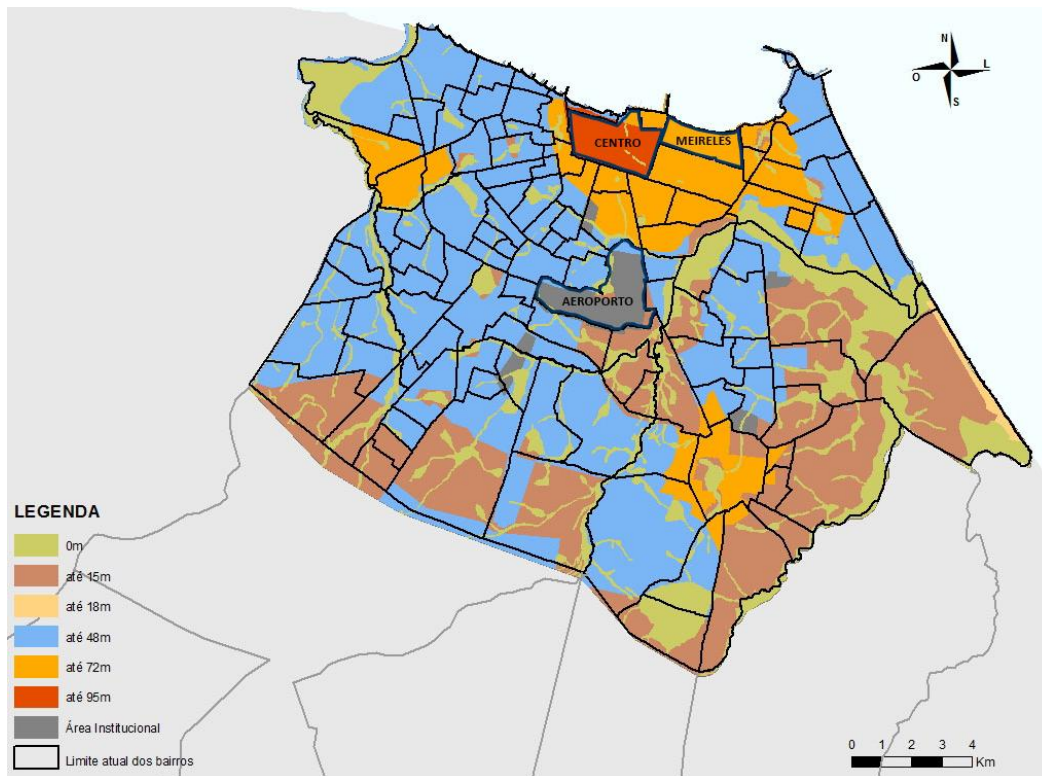 N
O L
S
CENTRO
MEIRELES
AEROPORTO
LEGENDA
0m
até 15m
até 18m
até 48m
até 72m
até 95m
Área Institucional
Limite atual dos bairros
0 1 2 3 4
Km